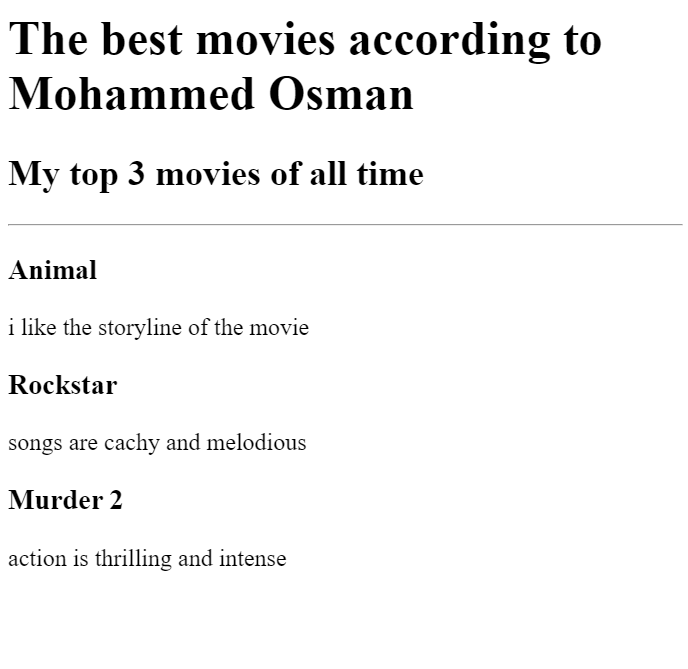 The best movies according to
Mohammed Osman
My top 3 movies of all time
Animal
i like the storyline of the movie
Rockstar
songs are cachy and melodious
Murder 2
action is thrilling and intense